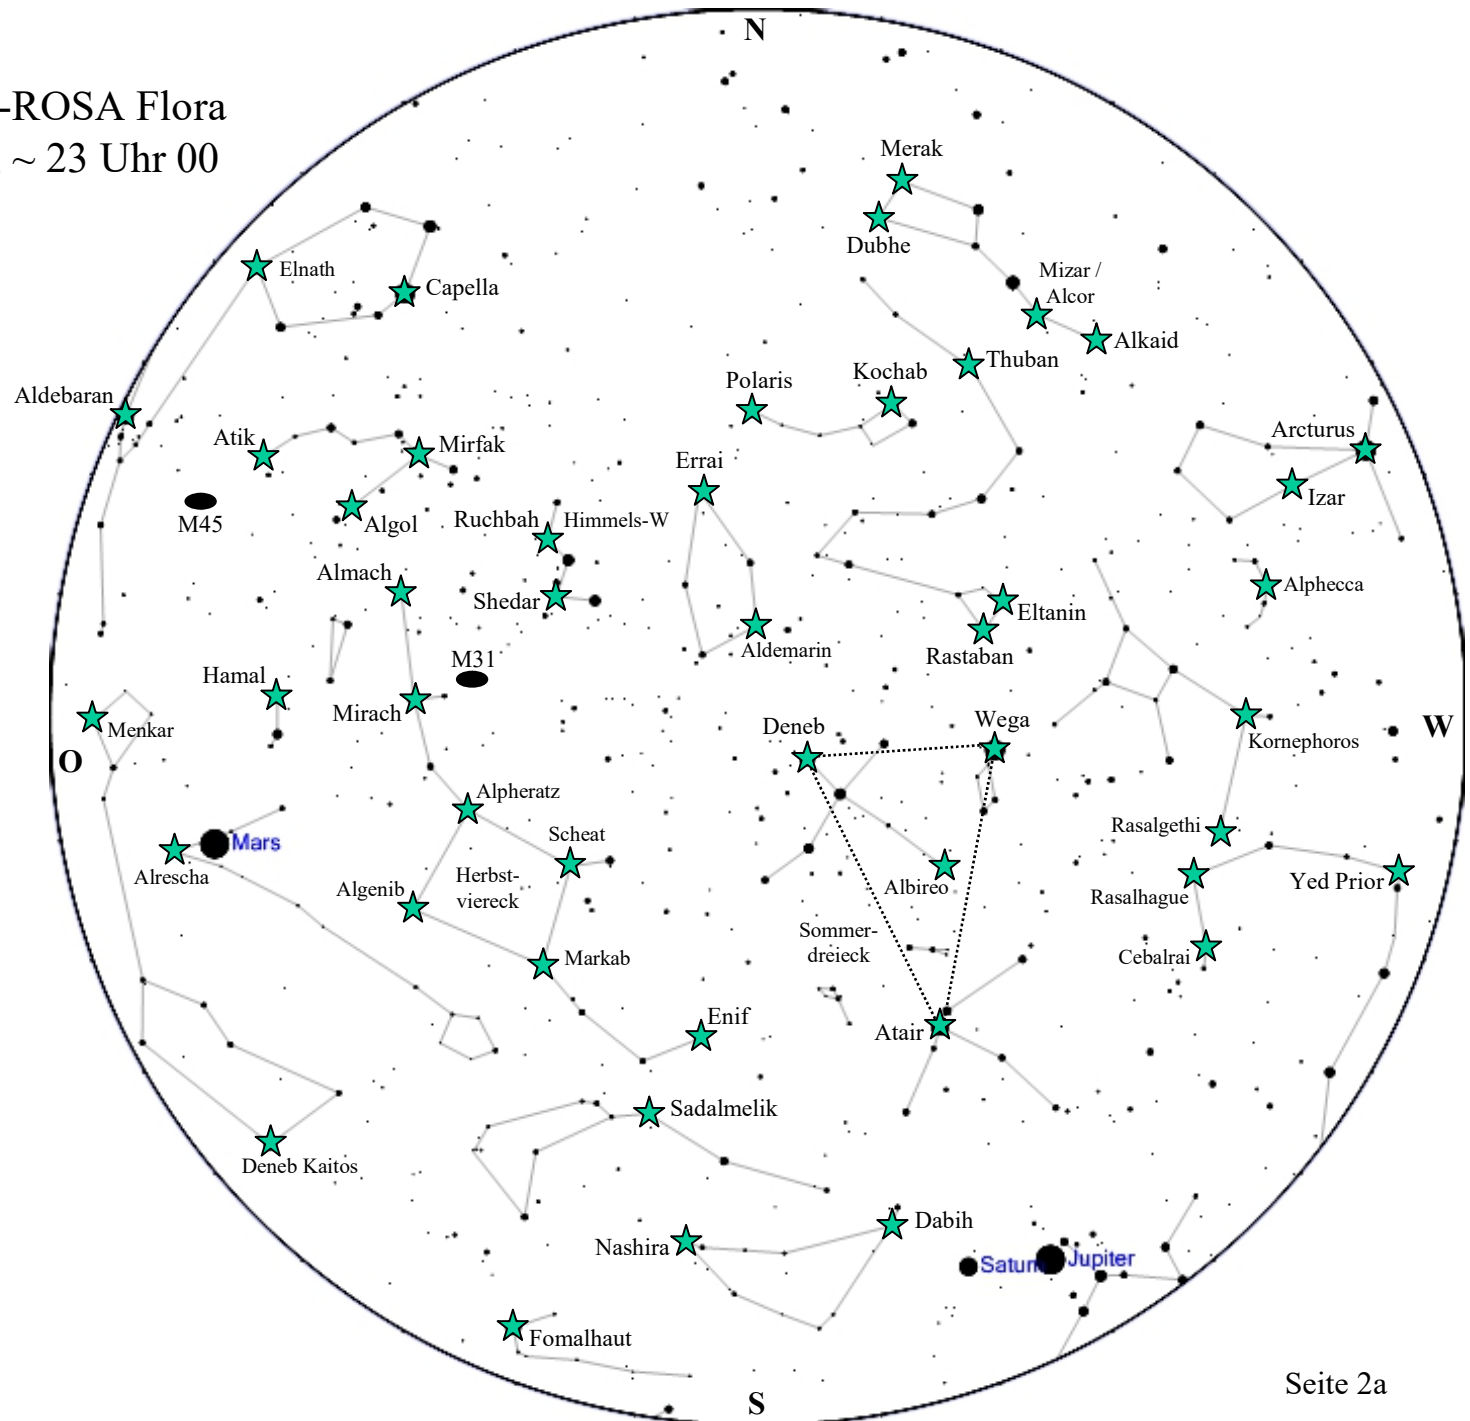 N
-ROSA Flora
~ 23 Uhr 00
Merak
Dubhe
Elnath
Capella
Mizar /
Alcor
Alkaid
Thuban
Kochab
Polaris
Aldebaran
Atik
Mirfak
Arcturus
Errai
Izar
M45
Algol
Ruchbah
Himmels-W
Almach
Shedar
Alphecca
Eltanin
Rastaban
Aldemarin
M31
Hamal
Mirach
Menkar
Deneb
Wega
Kornephoros
W
O
Alpheratz
Scheat
Rasalgethi
Mars
Alrescha
Algenib
Herbst-
viereck
Albireo
Rasalhague
Yed Prior
Sommer-
dreieck
Markab
Cebalrai
Enif
Atair
Sadalmelik
Deneb Kaitos
Nashira
Dabih
Saturn
Jupiter
Fomalhaut
Seite 2a
S